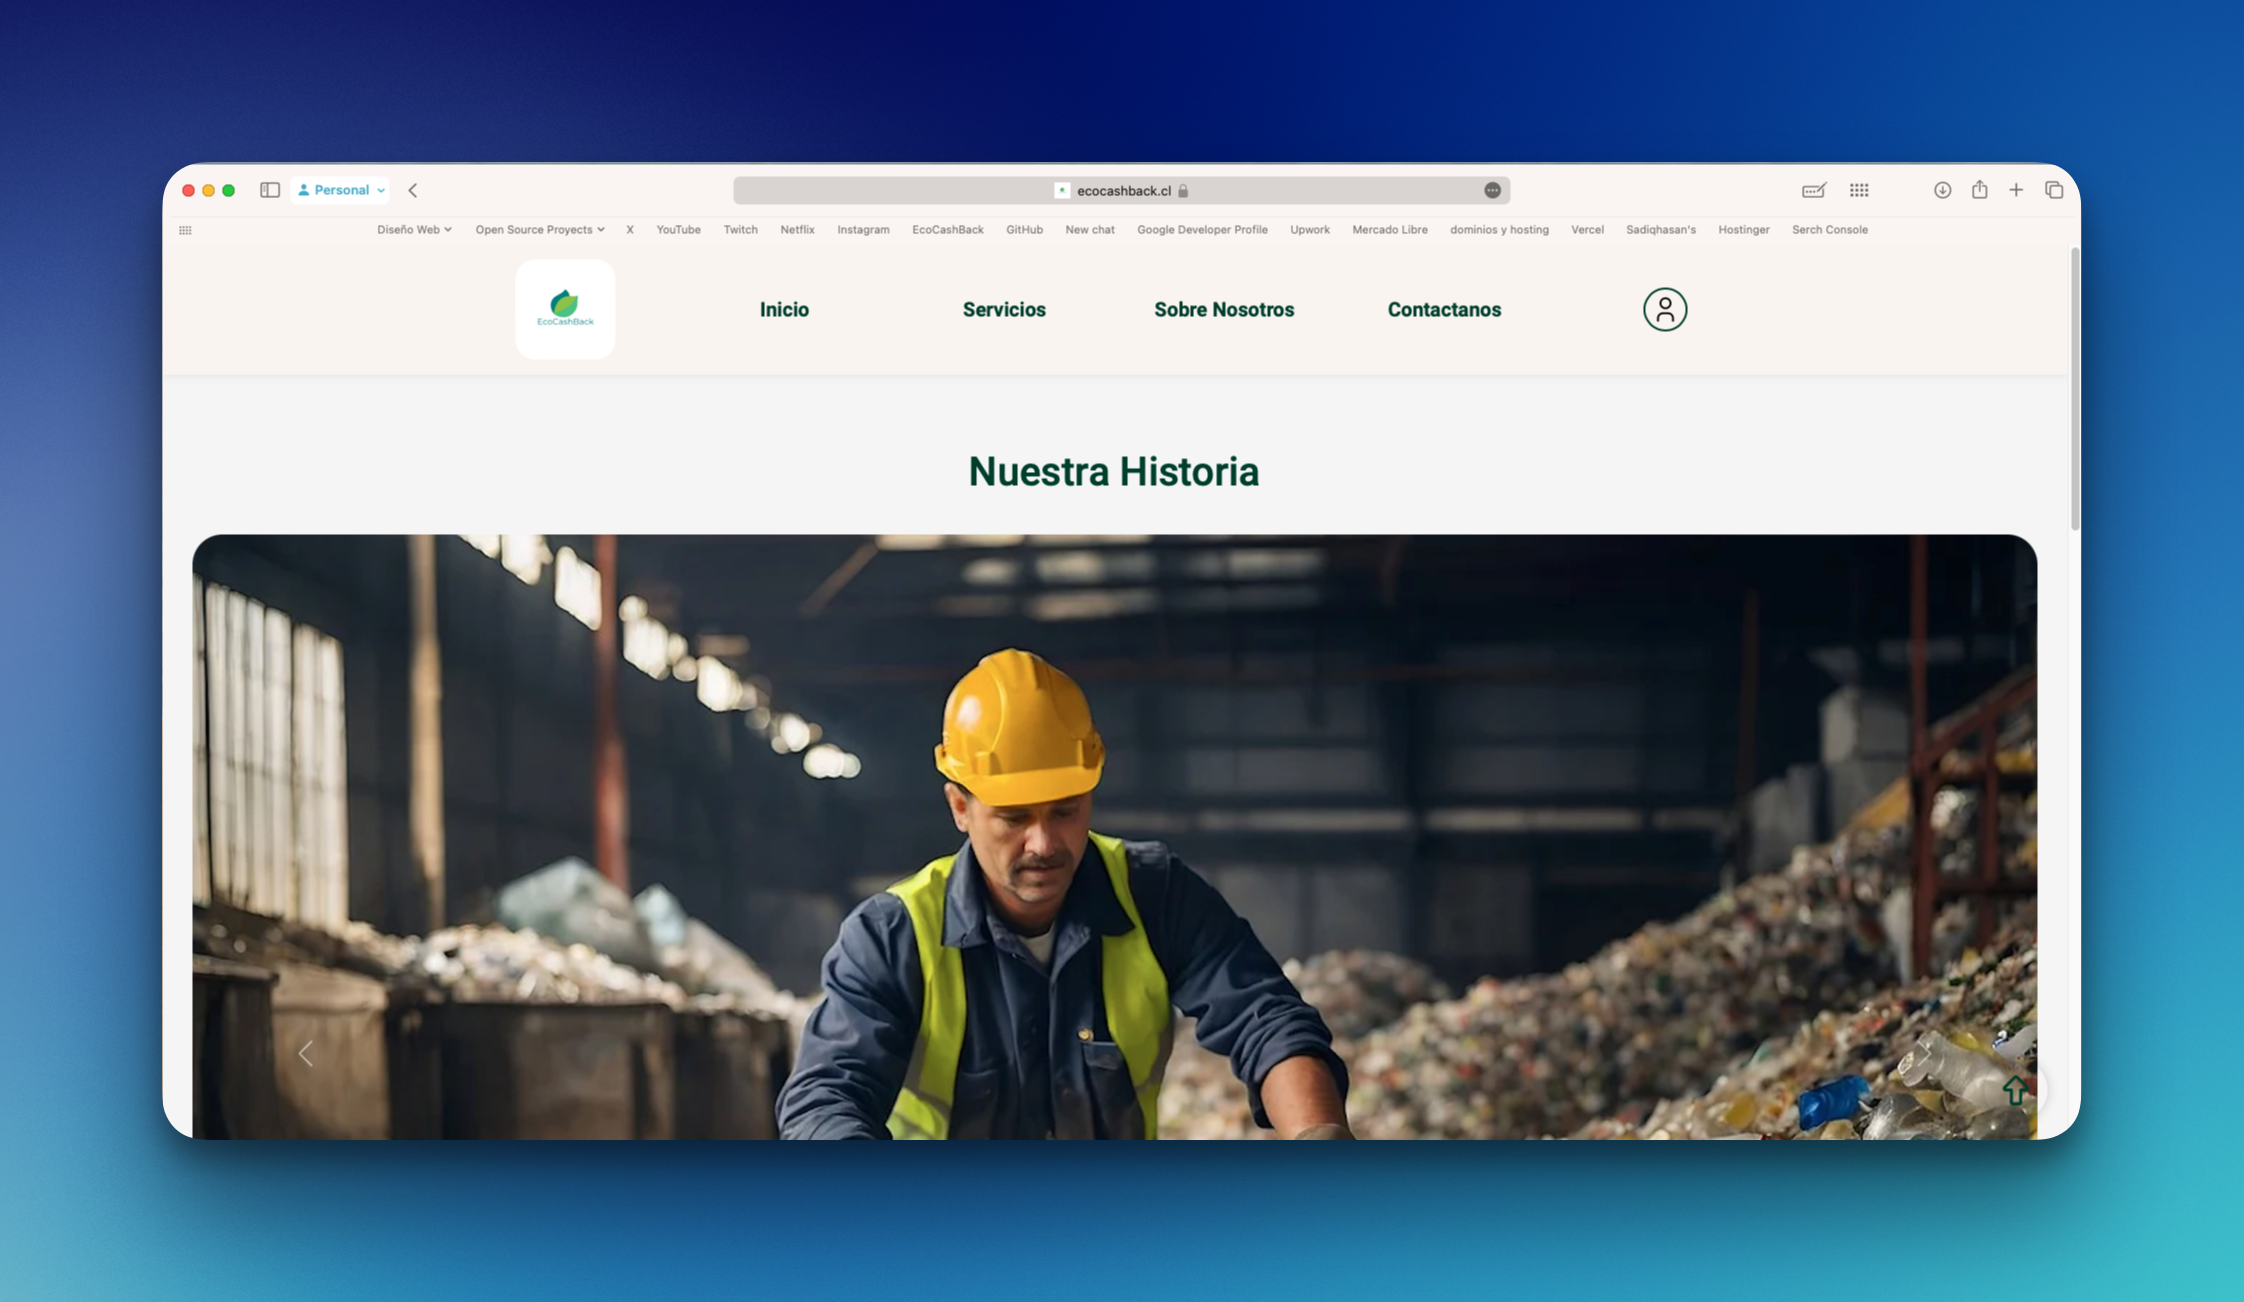 Personal
ecocashback.cl
Diseño Web Open Source Proyects X YouTube Twitch Netflix Instagram EcoCashBack GitHub New chat Google Developer Profile Upwork Mercado Libre dominios y hosting Vercel Sadiqhasan's Hostinger Serch Console
EcoCashBack
Inicio Servicios Sobre Nosotros Contactanos
Nuestra Historia